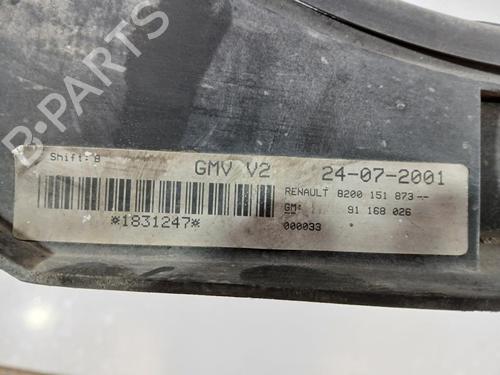 B-PARTS
Shift: 8
GMV V2 24-07-2001
RENAULT 8200 151 873--
GM: 91 168 026
*1831247*
000033 *